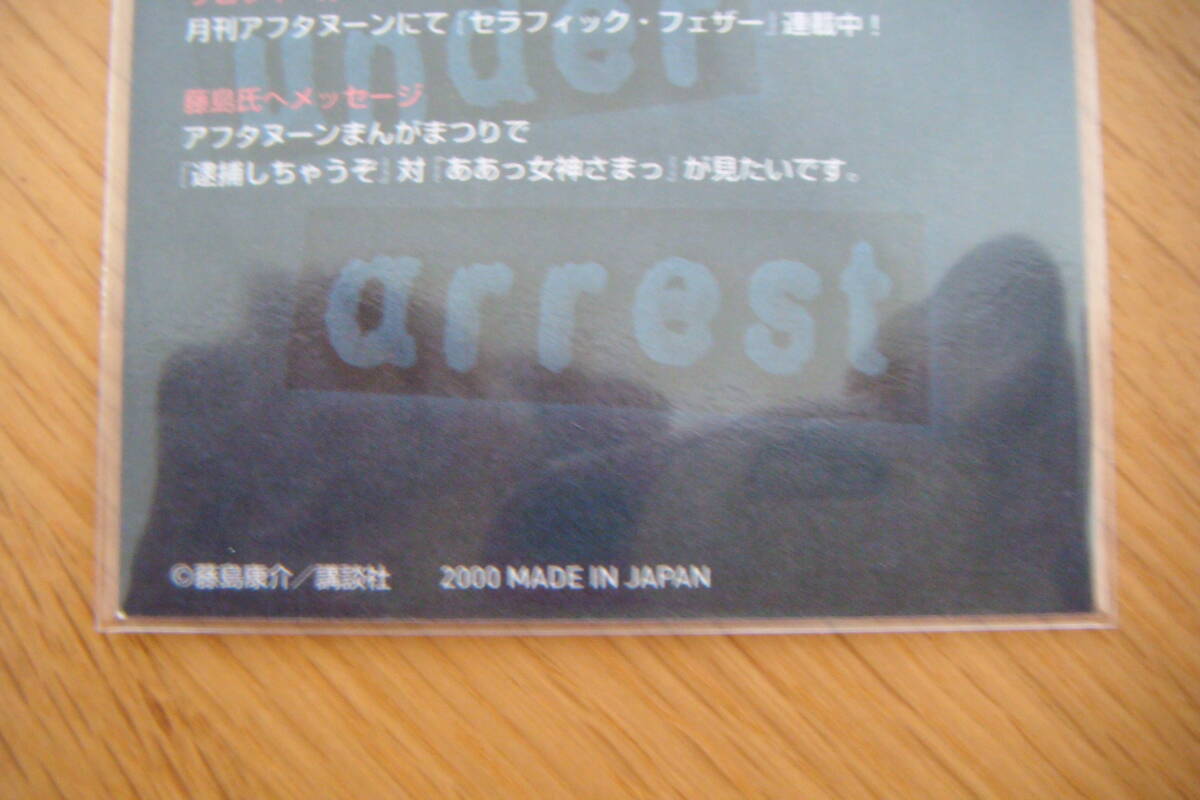 月刊アフタヌーンにて『セラフィック・フェザー』連載中！
under
藤島氏へメッセージ
アフタヌーンまんがまつりで
『逮捕しちゃうぞ』対『ああっ女神さまっ』が見たいです。
arrest
©藤島康介／講談社 2000 MADE IN JAPAN